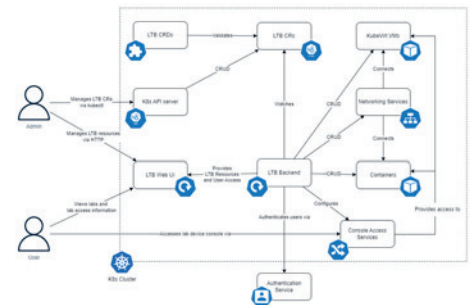 LTB CRDs
Validates
LTB CRs
KubeVirt VMs
CRUD
Connects
K8s API server
Manages LTB CRs
via kubectl
Admin
Watches
CRUD
Networking Services
Manages LTB resources
via HTTP
CRUD
Connects
LTB Web UI
Provides
LTB Resources
and User Access
LTB Backend
CRUD
Containers
Views labs and
lab access information
Configures
Authenticates users via
Provides access to
Console Access
Services
Accesses lab device console via
User
K8s Cluster
Authentication
Service